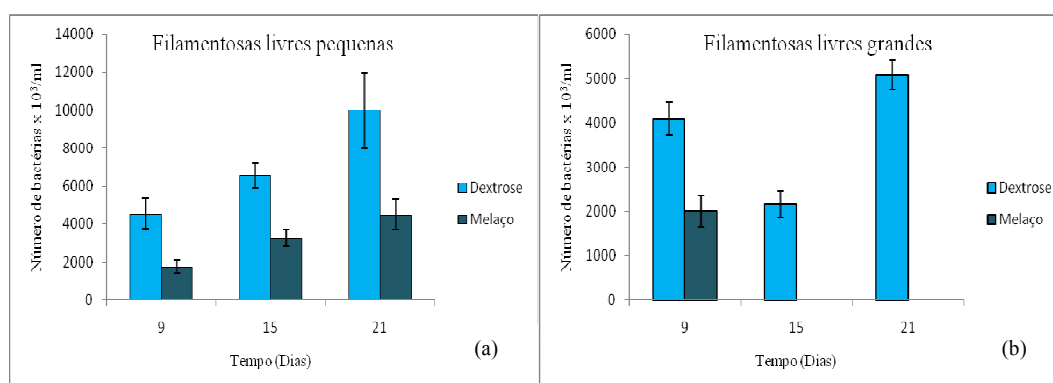 Filamentosas livres pequenas
Número de bactérias x 10³/ml
14000
12000
10000
8000
6000
4000
2000
0
9 15 21
Tempo (Dias)
Dextrose
Melaço
(a)
Filamentosas livres grandes
Número de bactérias x 10³/ml
6000
5000
4000
3000
2000
1000
0
9 15 21
Tempo (Dias)
Dextrose
Melaço
(b)